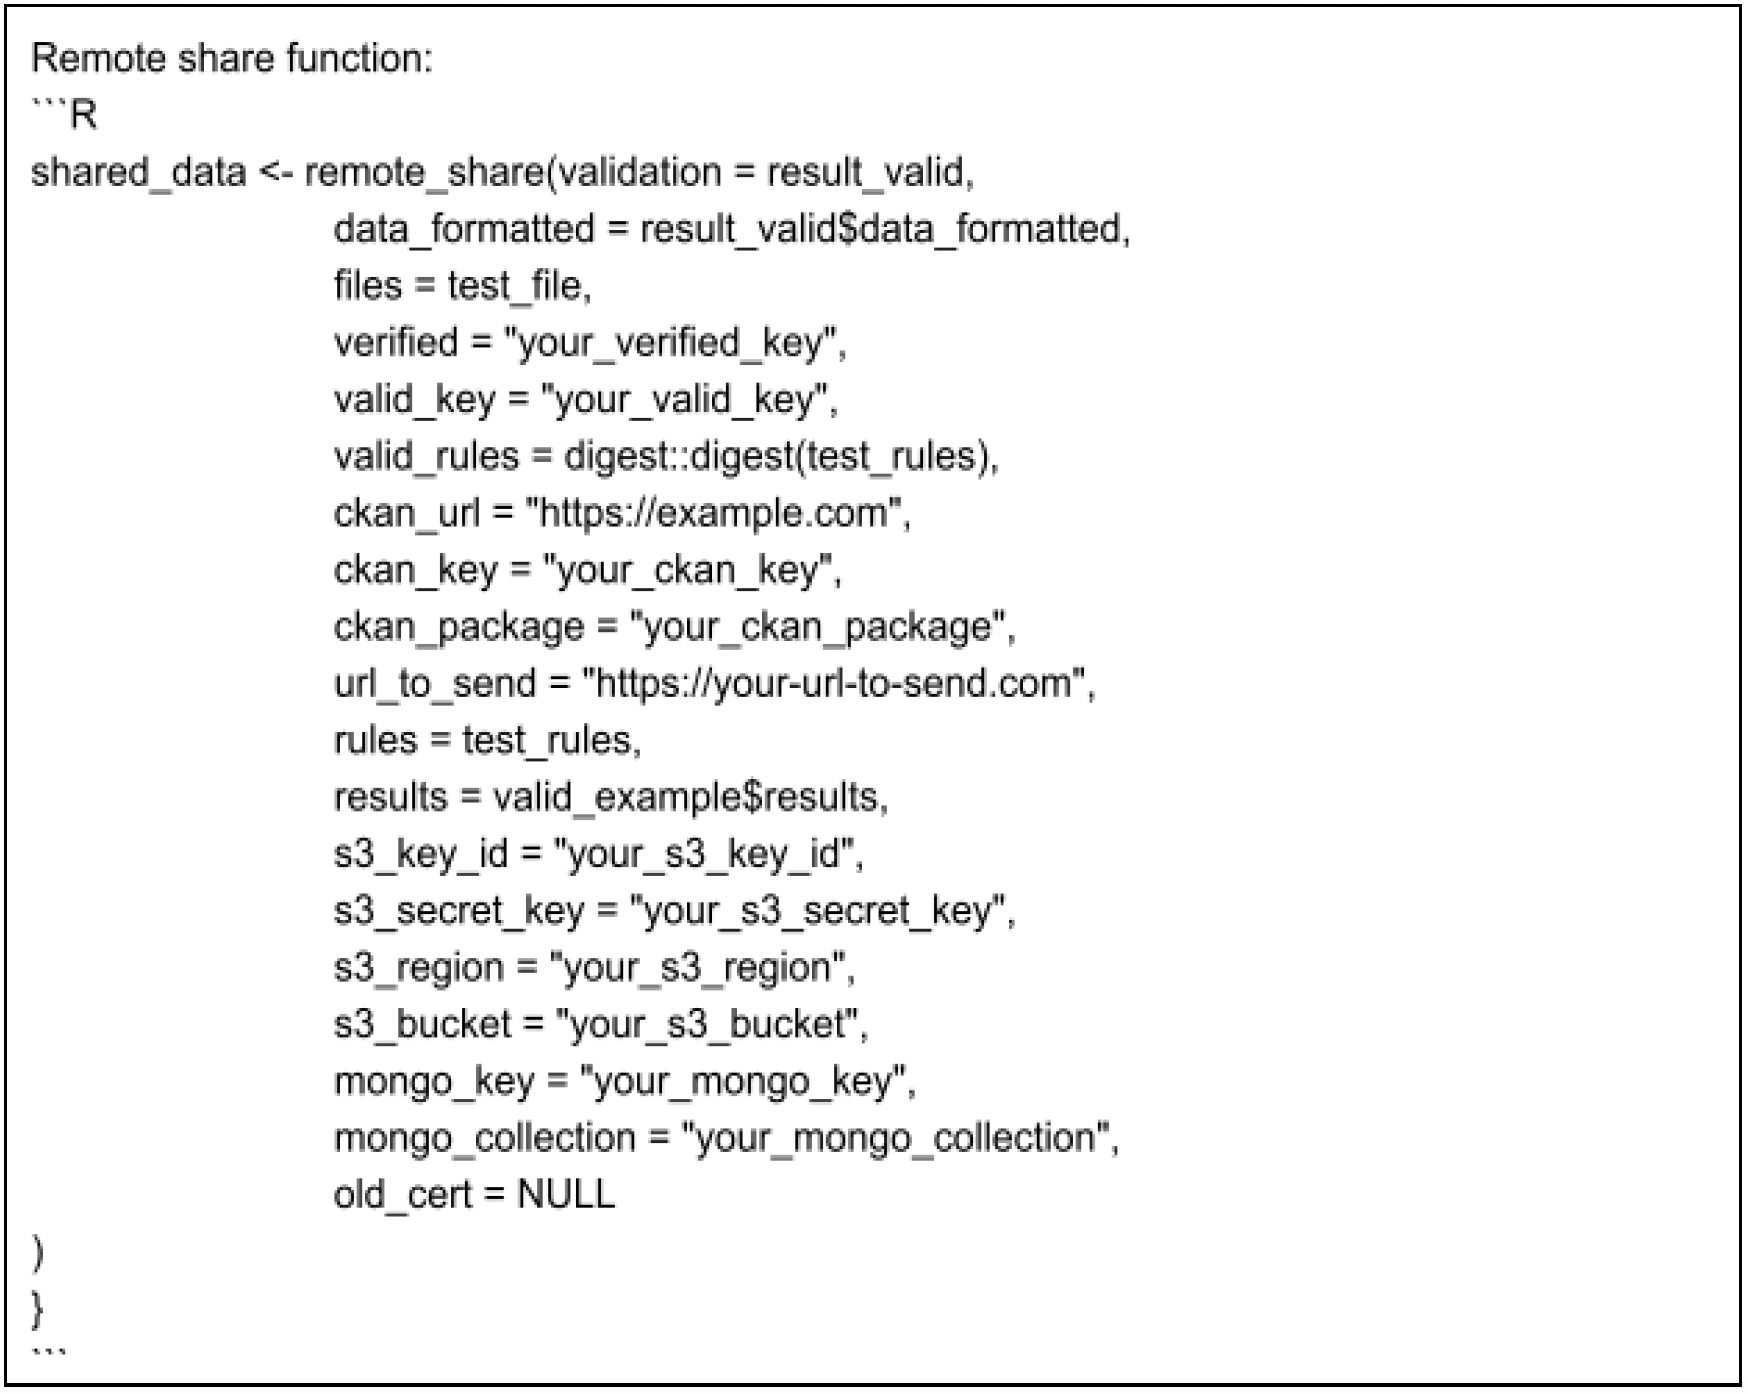 Remote share function:
```R
shared_data <- remote_share(validation = result_valid,
data_formatted = result_valid$data_formatted,
files = test_file,
verified = "your_verified_key",
valid_key = "your_valid_key",
valid_rules = digest::digest(test_rules),
ckan_url = "https://example.com",
ckan_key = "your_ckan_key",
ckan_package = "your_ckan_package",
url_to_send = "https://your-url-to-send.com",
rules = test_rules,
results = valid_example$results,
s3_key_id = "your_s3_key_id",
s3_secret_key = "your_s3_secret_key",
s3_region = "your_s3_region",
s3_bucket = "your_s3_bucket",
mongo_key = "your_mongo_key",
mongo_collection = "your_mongo_collection",
old_cert = NULL
)
}
```